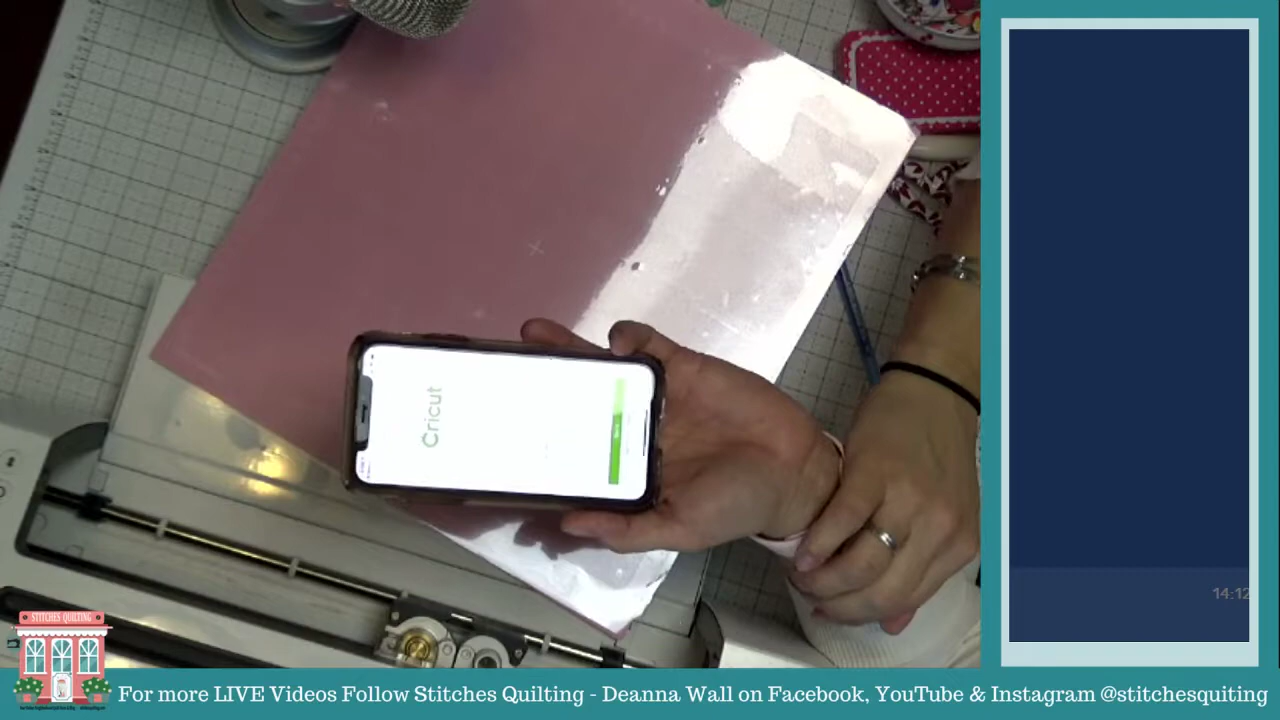 Cricut
14:12
STITCHES QUILTING
For more LIVE Videos Follow Stitches Quilting - Deanna Wall on Facebook, YouTube & Instagram @stitchesquiting